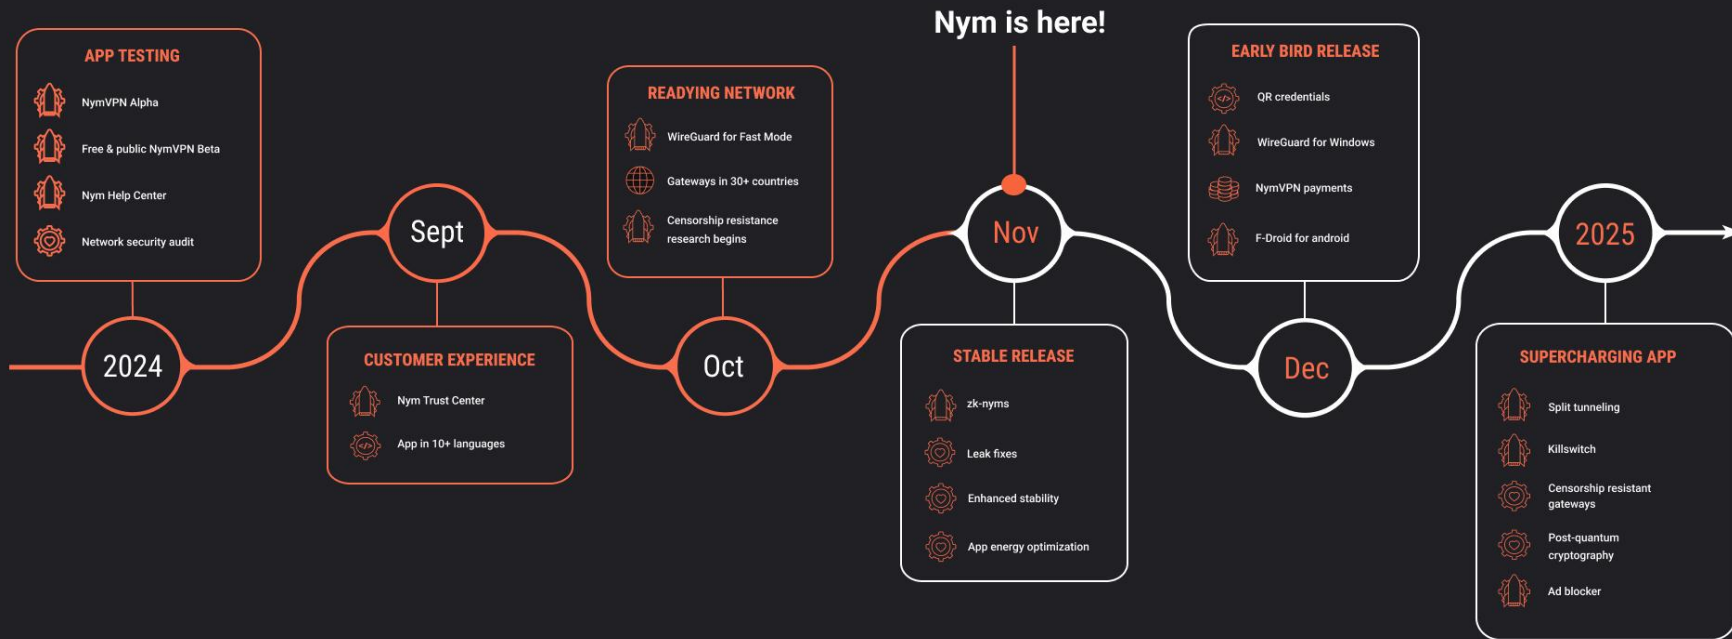 Nym is here!
APP TESTING
NymVPN Alpha
Free & public NymVPN Beta
Nym Help Center
Network security audit
2024
Sept
CUSTOMER EXPERIENCE
Nym Trust Center
</>
App in 10+ languages
READYING NETWORK
WireGuard for Fast Mode
Gateways in 30+ countries
Censorship resistance
research begins
Oct
Nov
STABLE RELEASE
zk-nyms
Leak fixes
Enhanced stability
App energy optimization
EARLY BIRD RELEASE
</>
QR credentials
WireGuard for Windows
NymVPN payments
F-Droid for android
Dec
2025
SUPERCHARGING APP
Split tunneling
Killswitch
Censorship resistant
gateways
Post-quantum
cryptography
Ad blocker